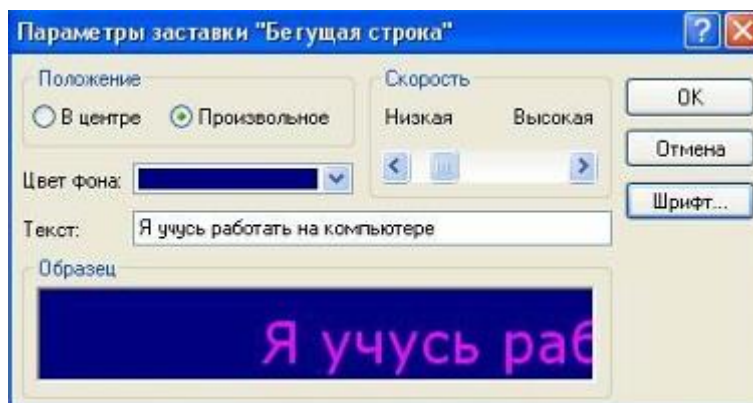 Параметры заставки "Бегущая строка"
Положение
В центре
Произвольное
Скорость
Низкая
Высокая
OK
Отмена
Шрифт...
Цвет фона:
Текст:
Я учусь работать на компьютере
Образец
Я учусь раб